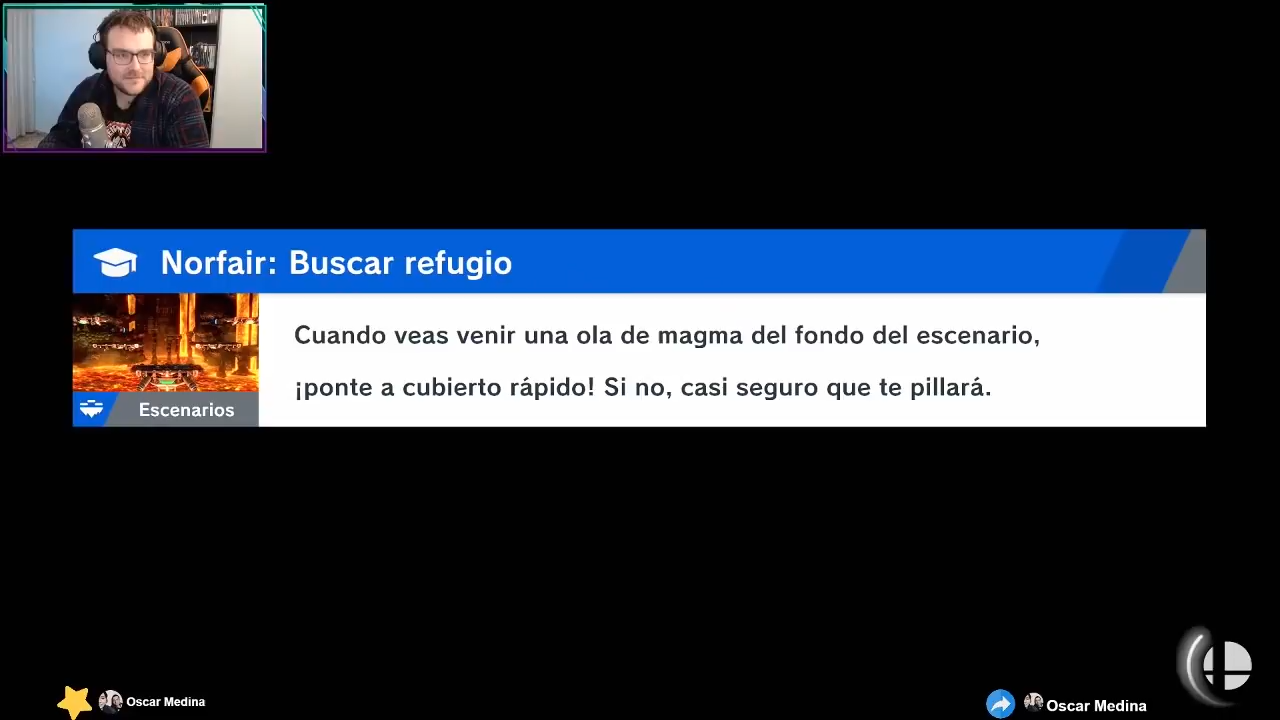 Norfair: Buscar refugio
Cuando veas venir una ola de magma del fondo del escenario,
¡ponte a cubierto rápido! Si no, casi seguro que te pillará.
Escenarios
Oscar Medina
Oscar Medina